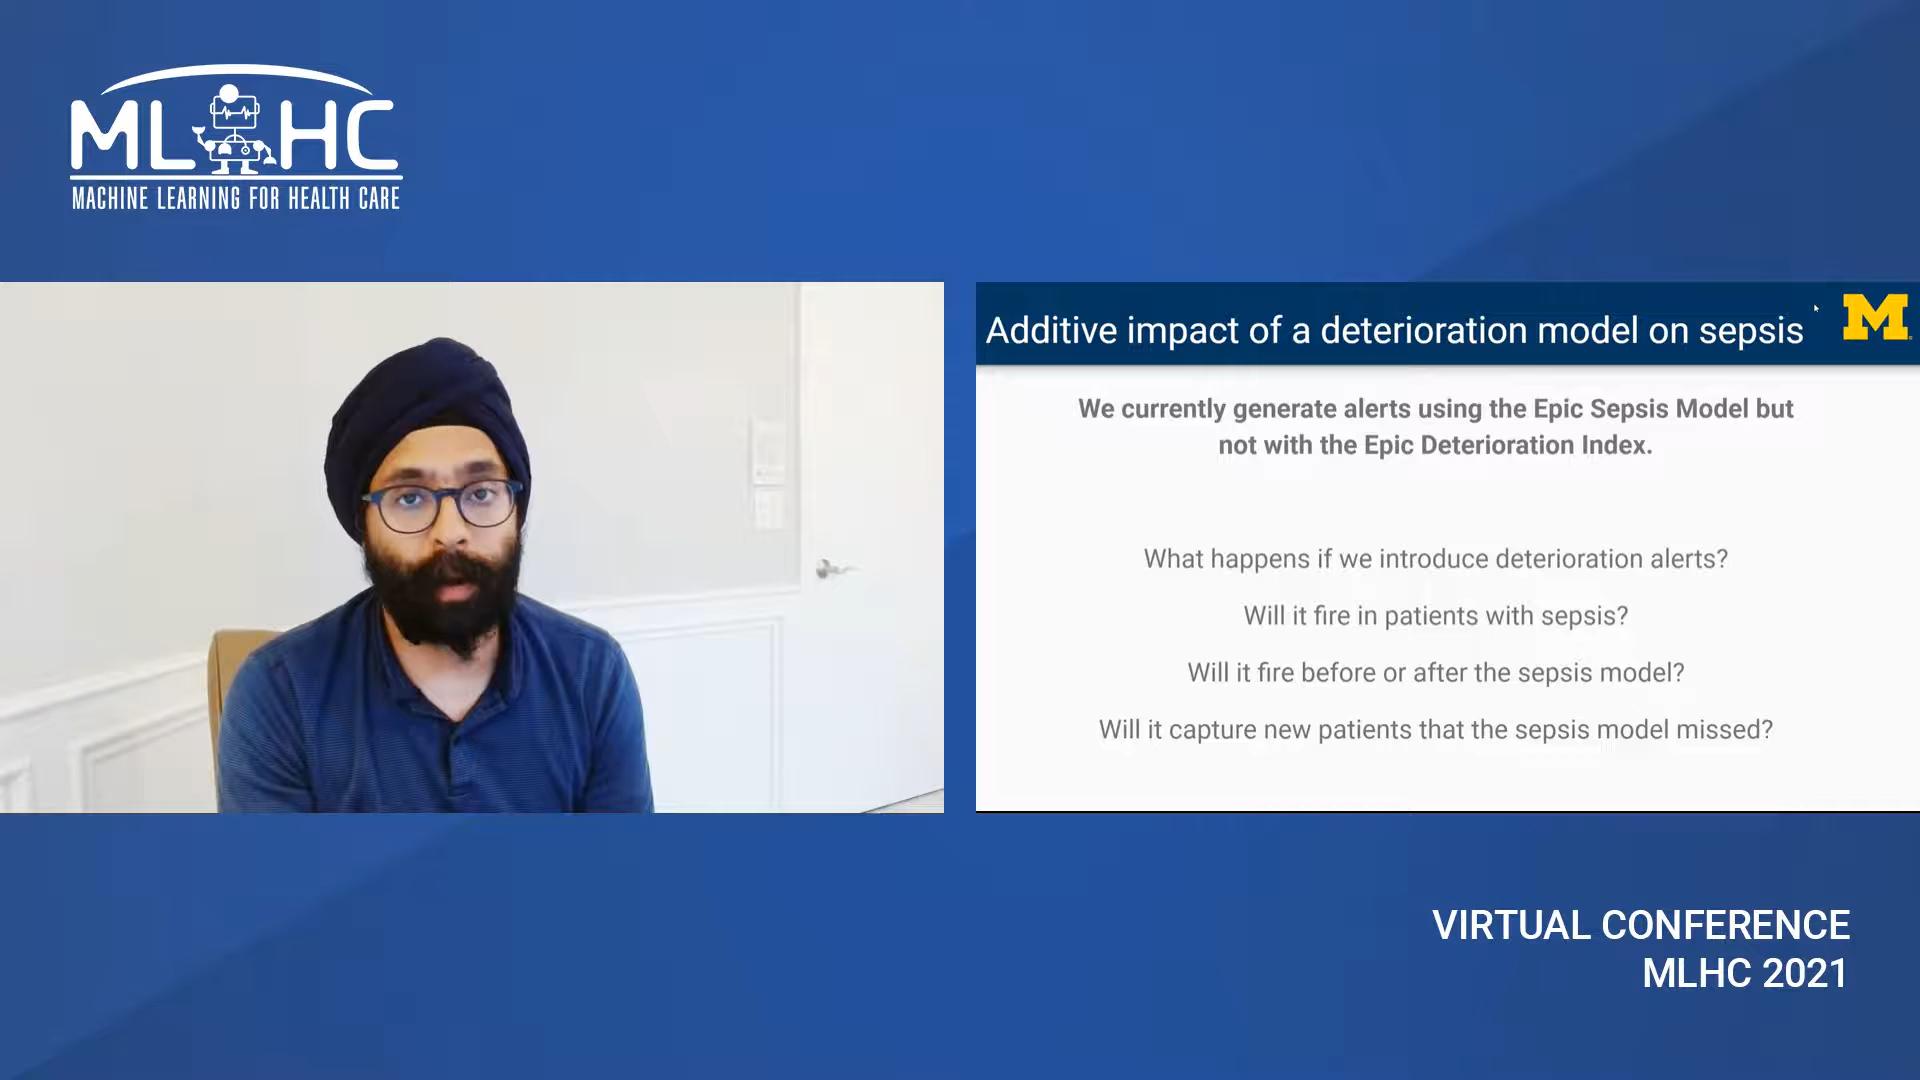 ML HC
MACHINE LEARNING FOR HEALTH CARE
Additive impact of a deterioration model on sepsis
M
We currently generate alerts using the Epic Sepsis Model but
not with the Epic Deterioration Index.
What happens if we introduce deterioration alerts?
Will it fire in patients with sepsis?
Will it fire before or after the sepsis model?
Will it capture new patients that the sepsis model missed?
VIRTUAL CONFERENCE
MLHC 2021